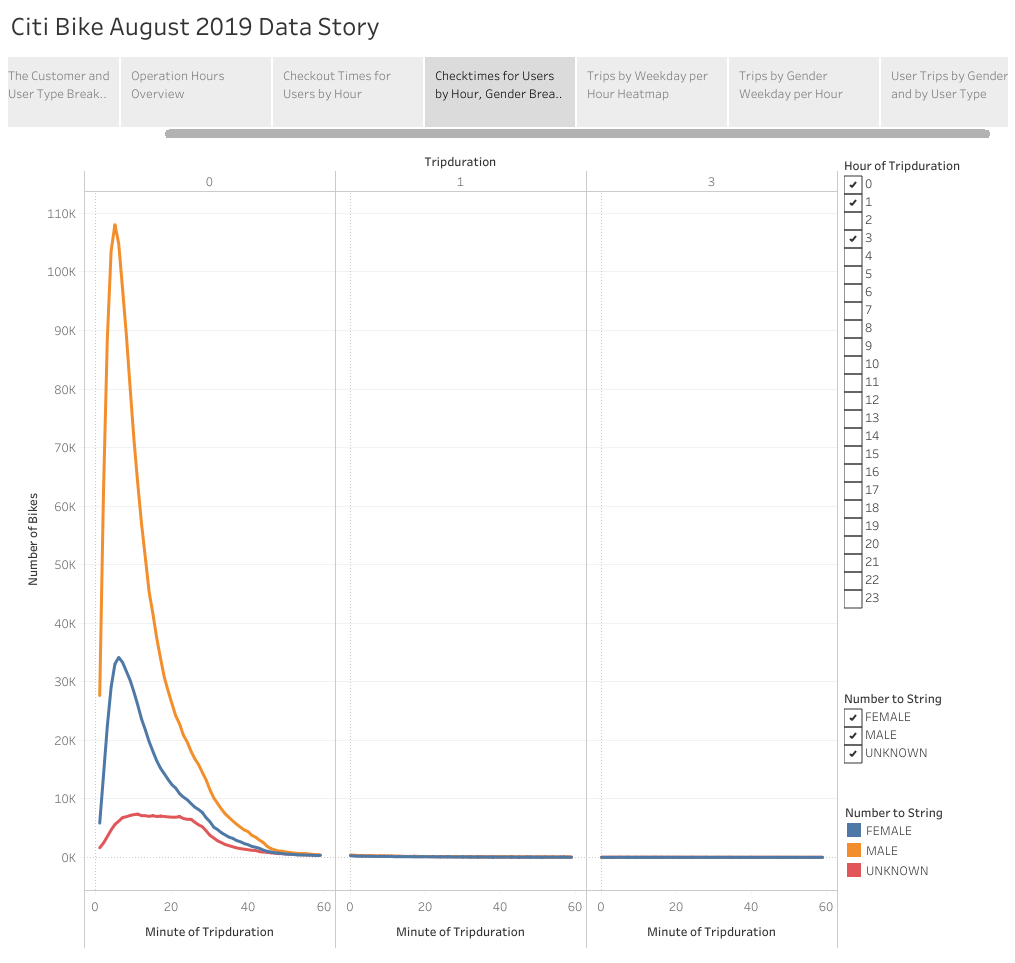 Citi Bike August 2019 Data Story
The Customer and
User Type Break..
Operation Hours
Overview
Checkout Times for
Users by Hour
Checktimes for Users
by Hour, Gender Brea..
Trips by Weekday per
Hour Heatmap
Trips by Gender
Weekday per Hour
User Trips by Gender
and by User Type
Tripduration
0
1
3
110K
100K
90K
80K
70K
60K
50K
40K
30K
20K
10K
0K
Number of Bikes
0 20 40 60
0 20 40 60
0 20 40 60
Minute of Tripduration
Minute of Tripduration
Minute of Tripduration
Hour of Tripduration
0
1
2
3
4
5
6
7
8
9
10
11
12
13
14
15
16
17
18
19
20
21
22
23
Number to String
FEMALE
MALE
UNKNOWN
Number to String
FEMALE
MALE
UNKNOWN